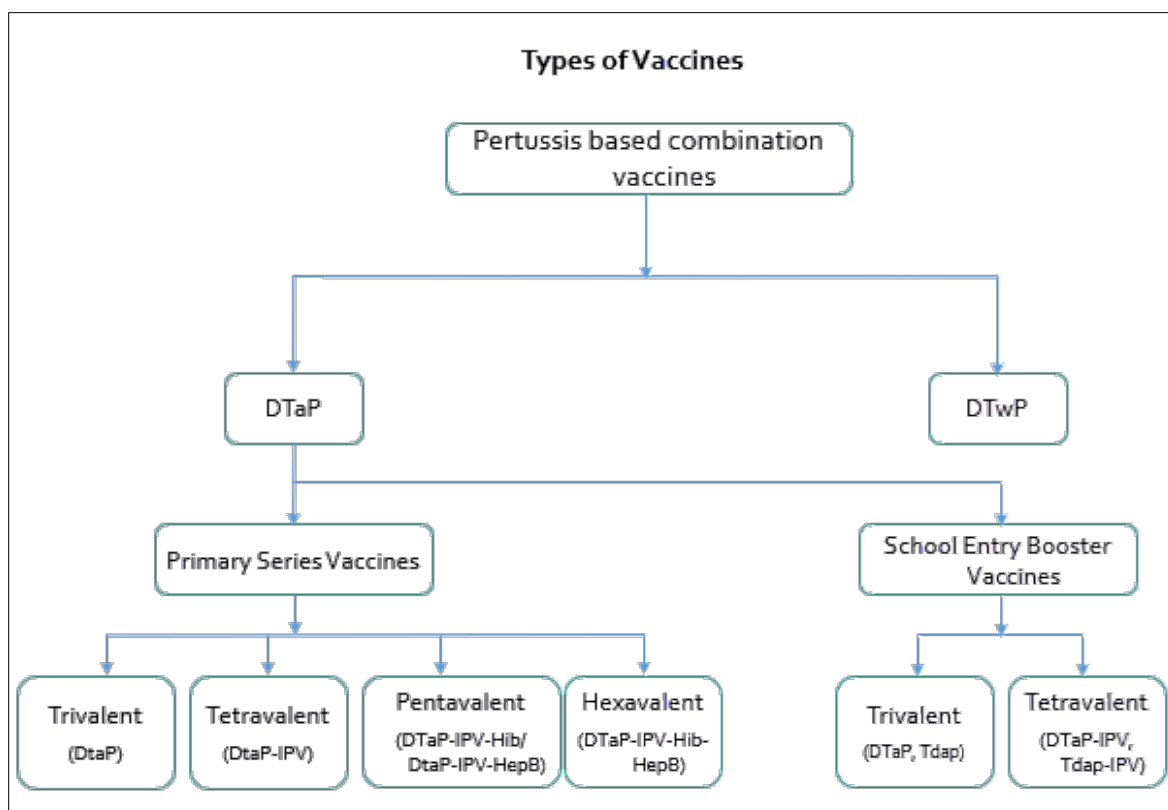 Types of Vaccines
Pertussis based combination
vaccines
DTaP
DTwP
Primary Series Vaccines
School Entry Booster
Vaccines
Trivalent
(DtaP)
Tetravalent
(DtaP-IPV)
Pentavalent
(DTaP-IPV-Hib/
DtaP-IPV-HepB)
Hexavalent
(DTaP-IPV-Hib-
HepB)
Trivalent
(DTaP, Tdap)
Tetravalent
(DTaP-IPV,
Tdap-IPV)